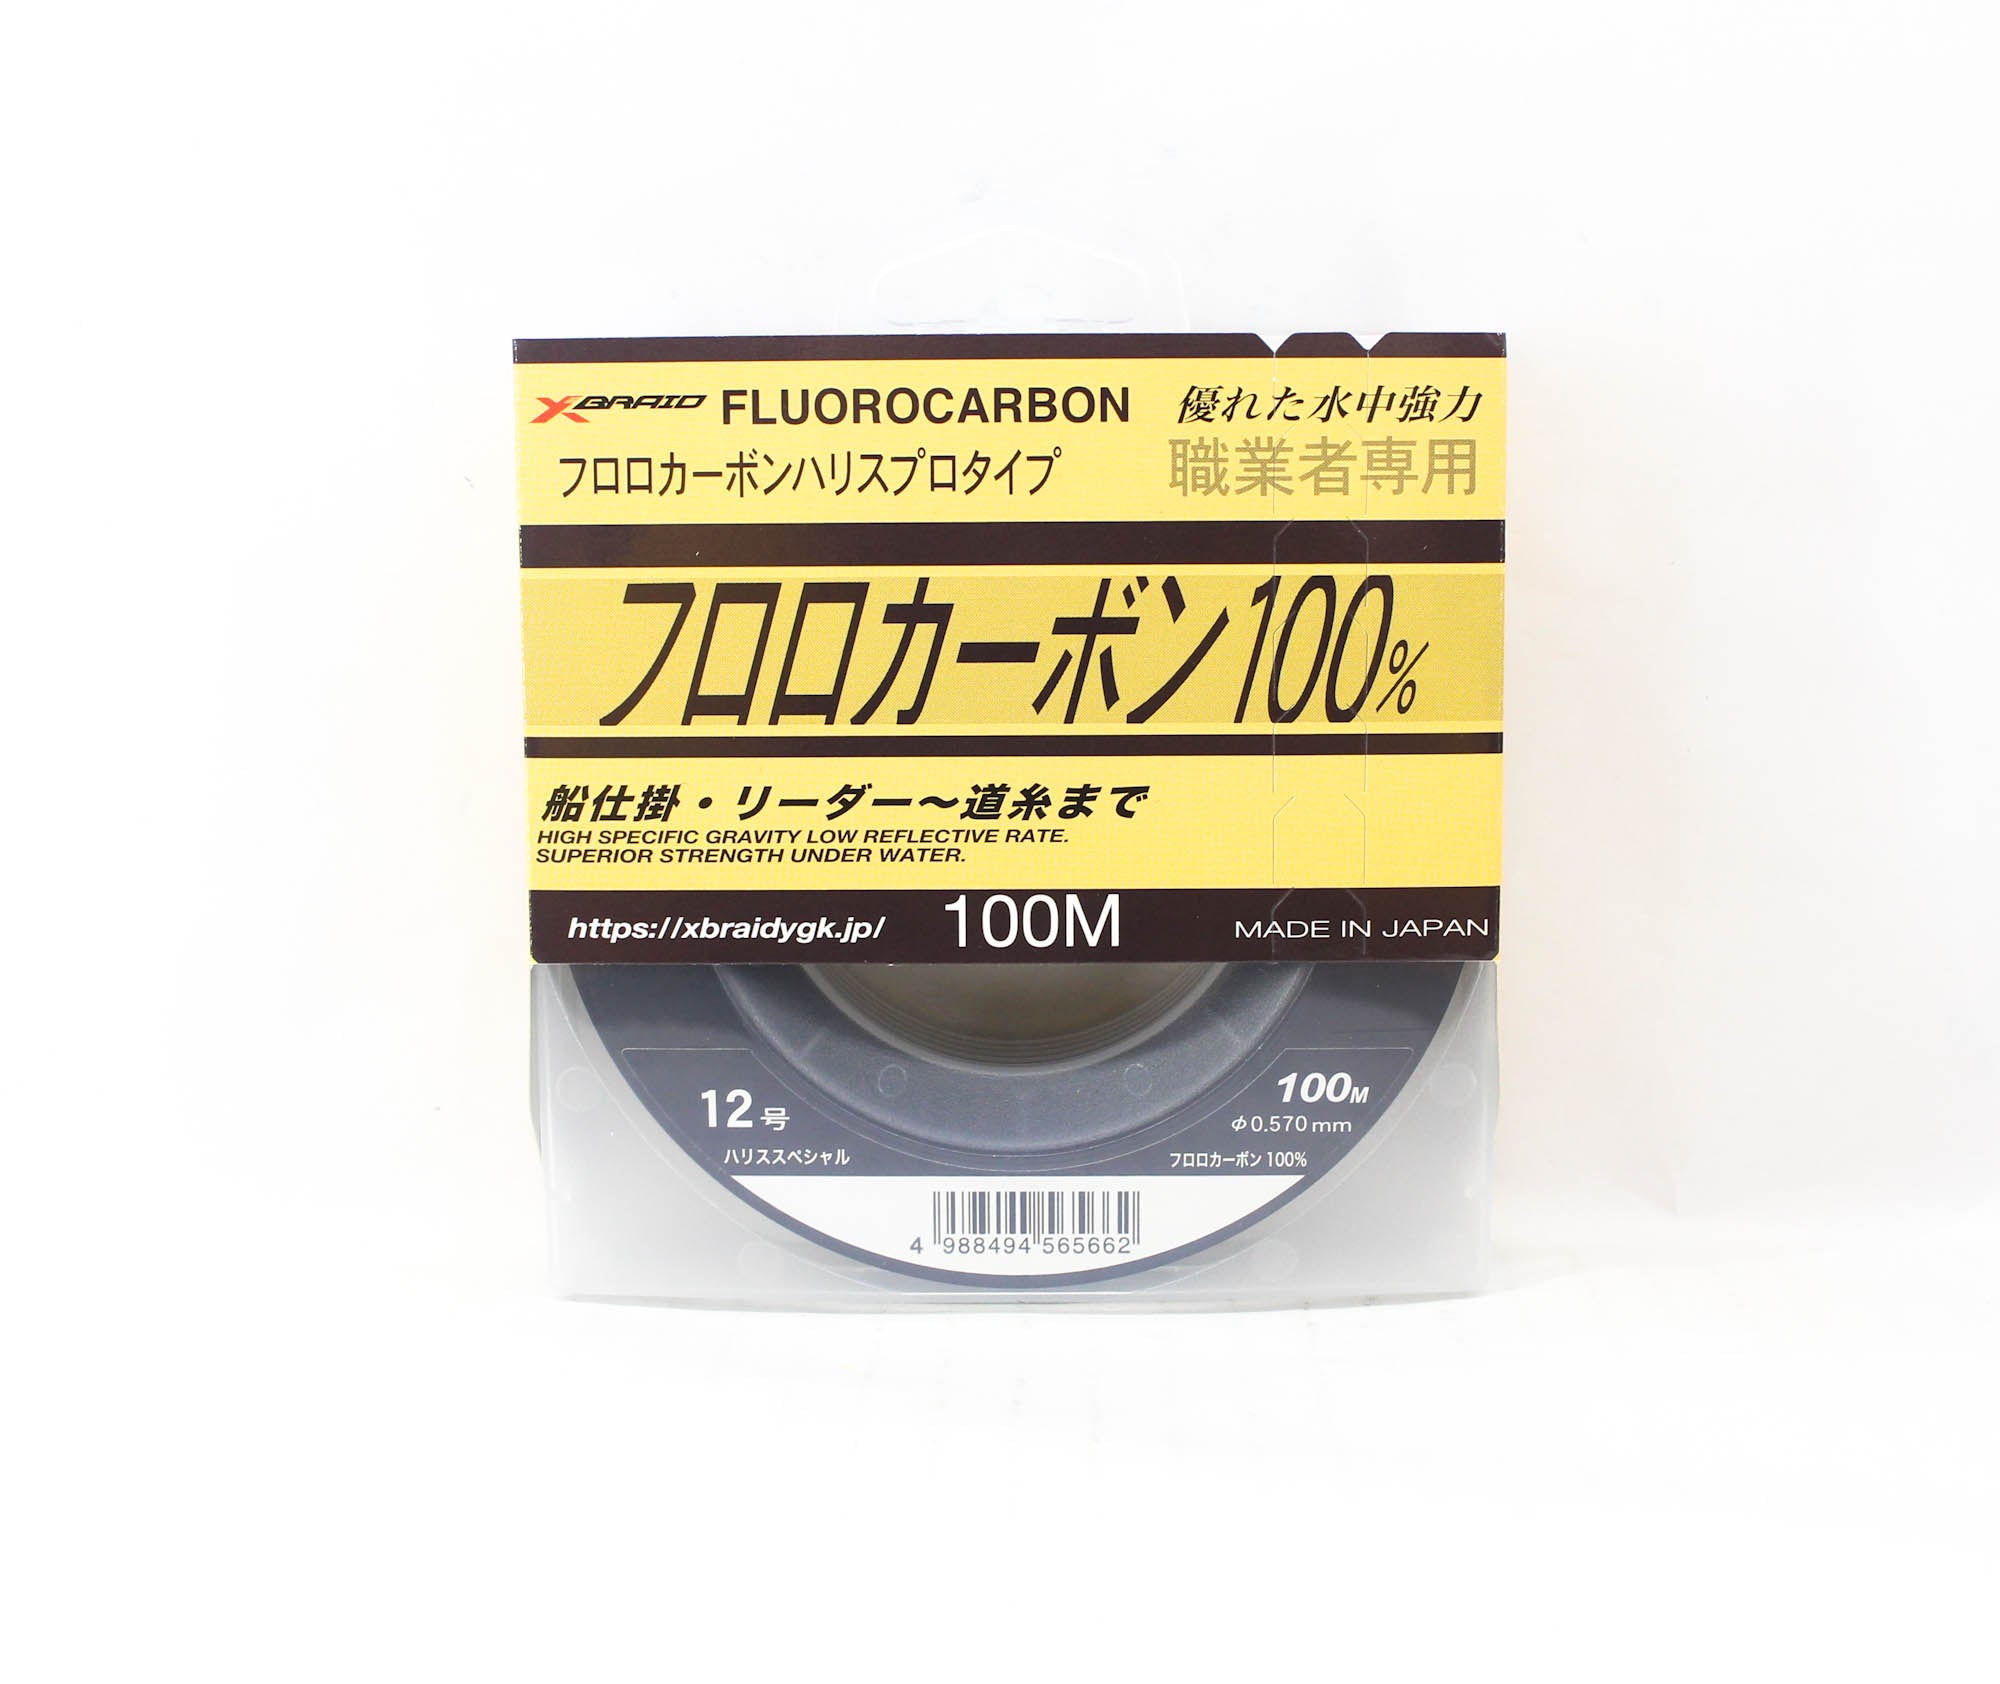 X-BRAID FLUOROCARBON 優れた水中強力
フロロカーボンハリスプロタイプ 職業者専用
フロロカーボン100%
船仕掛・リーダー〜道糸まで
HIGH SPECIFIC GRAVITY LOW REFLECTIVE RATE.
SUPERIOR STRENGTH UNDER WATER.
https://xbraidygk.jp/ 100M MADE IN JAPAN
12号 100M
φ0.570mm
ハリススペシャル フロロカーボン100%
4 988494 565662